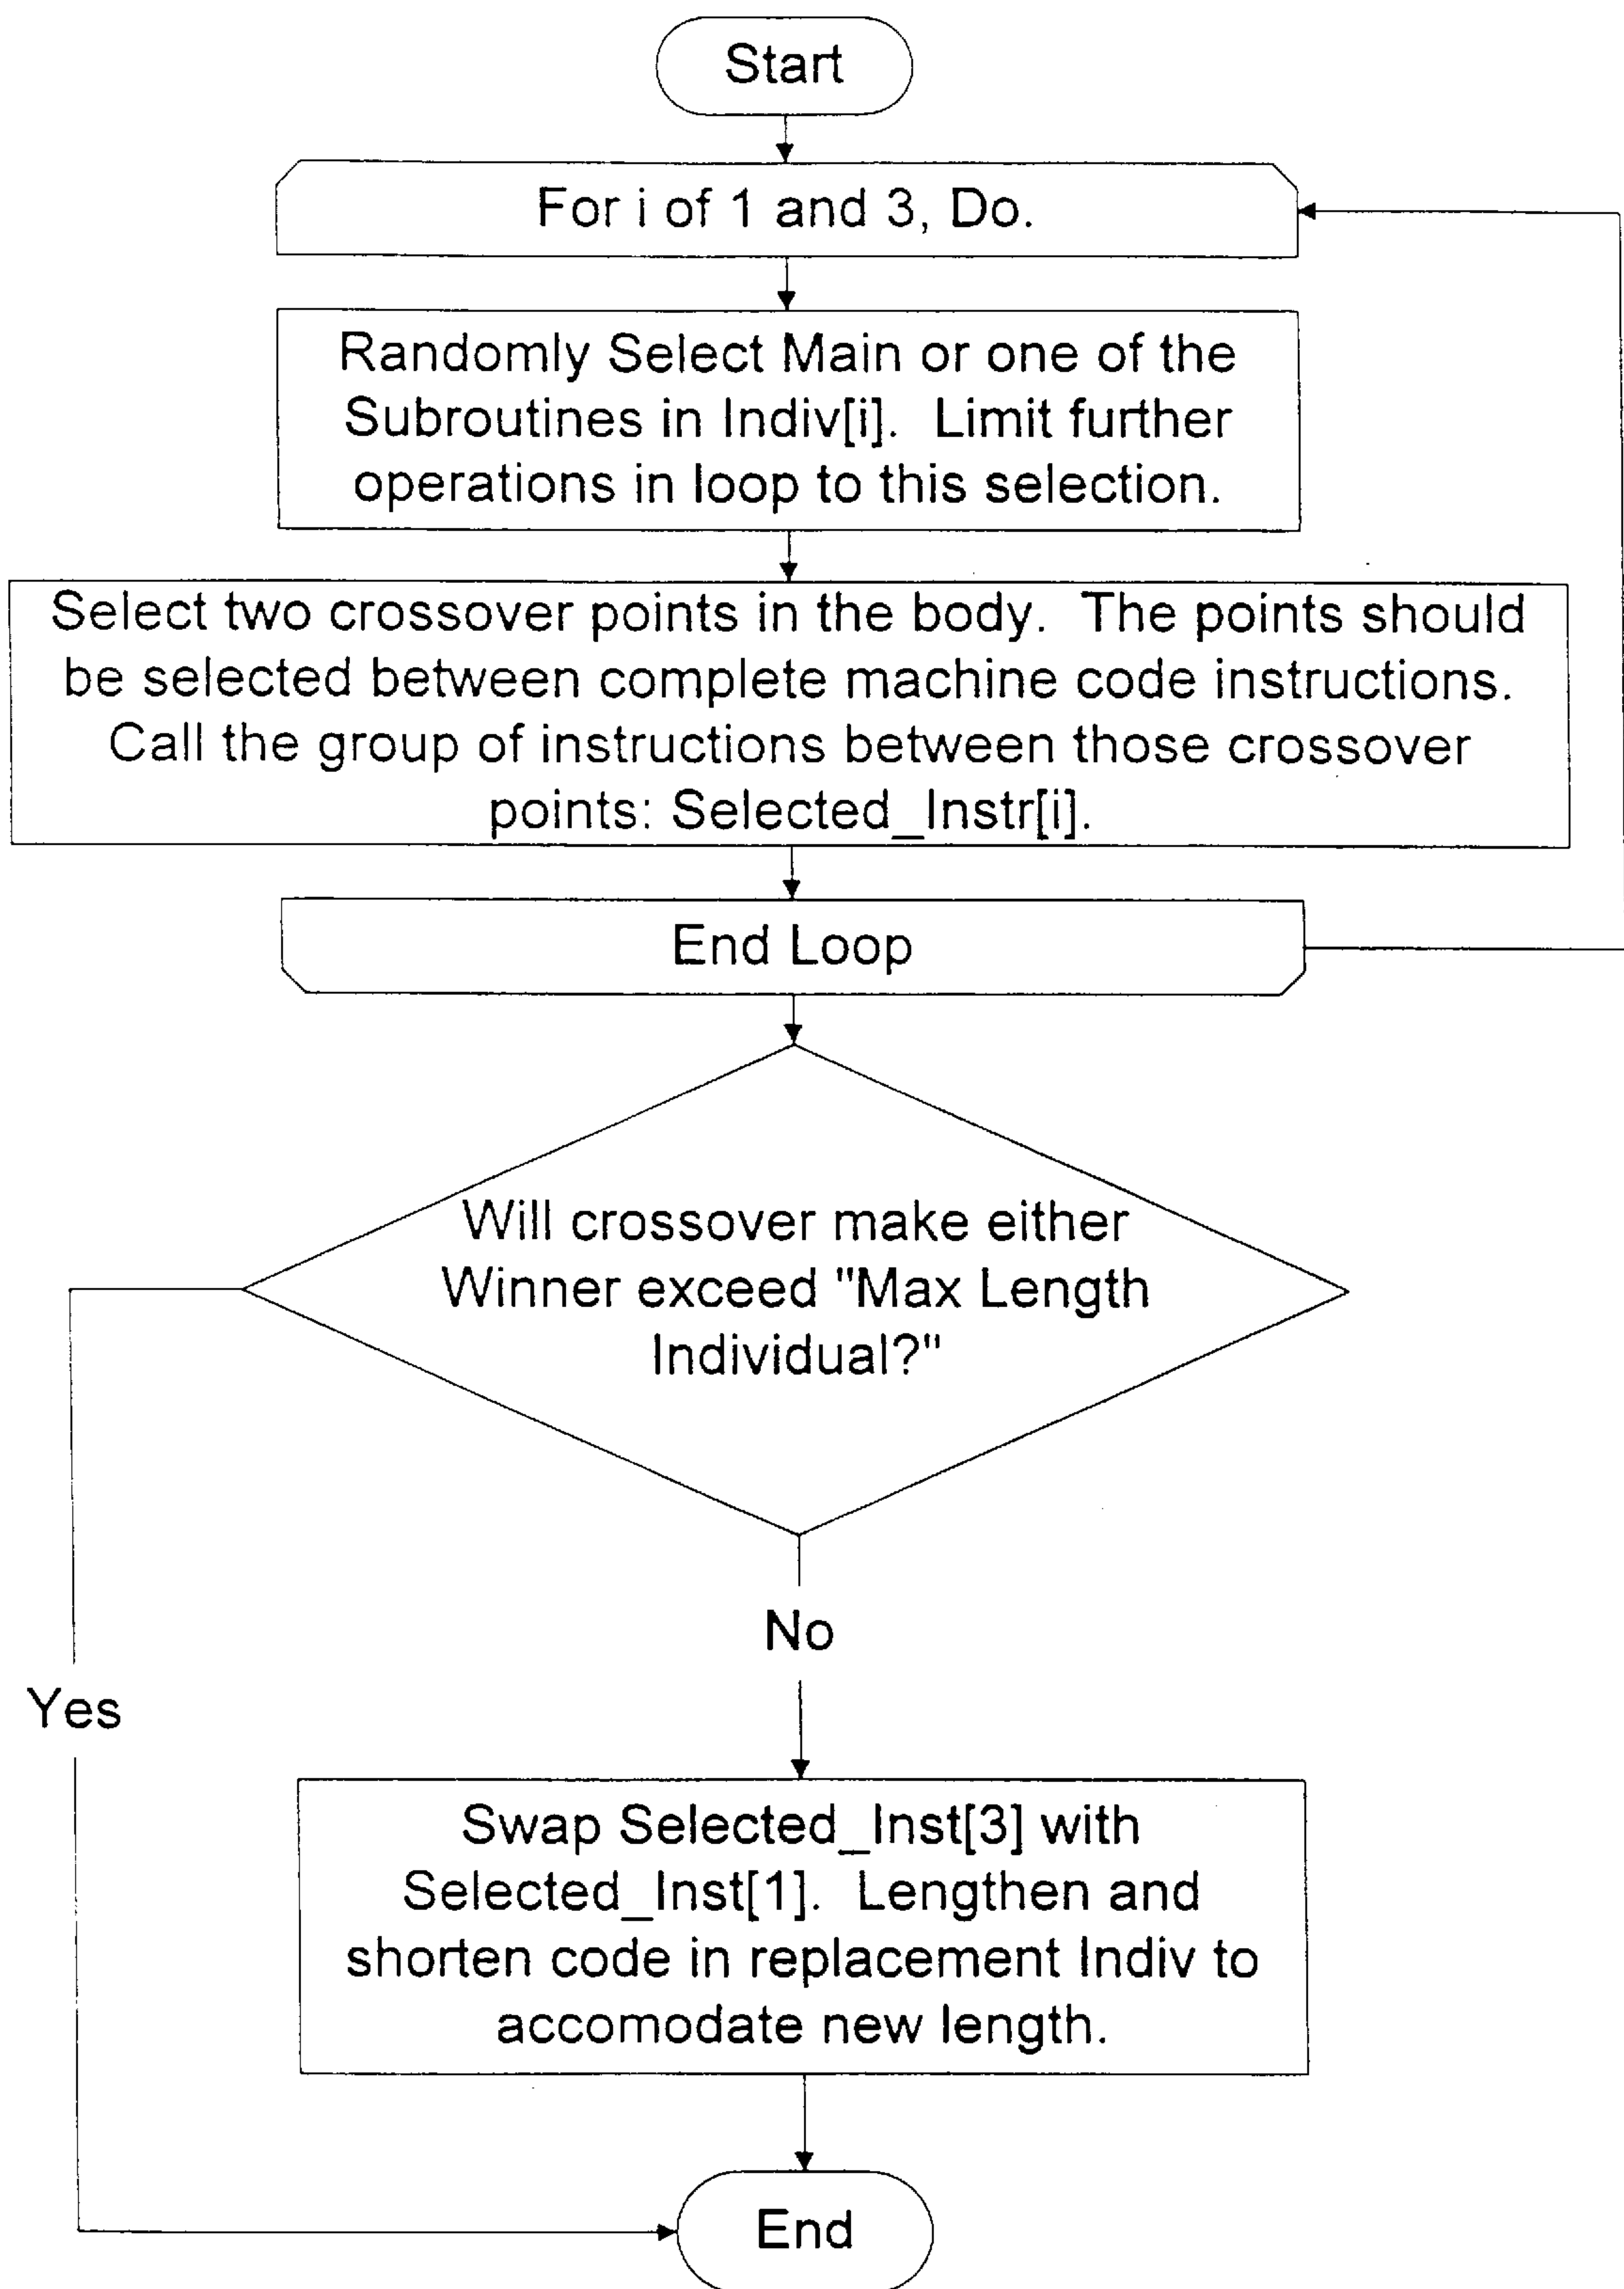 Start
For i of 1 and 3, Do.
Randomly Select Main or one of the
Subroutines in Indiv[i].  Limit further
operations in loop to this selection.
Select two crossover points in the body.  The points should
be selected between complete machine code instructions.
Call the group of instructions between those crossover
points: Selected_Instr[i].
End Loop
Will crossover make either
Winner exceed "Max Length
Individual?"
No
Yes
Swap Selected_Inst[3] with
Selected_Inst[1].  Lengthen and
shorten code in replacement Indiv to
accomodate new length.
End